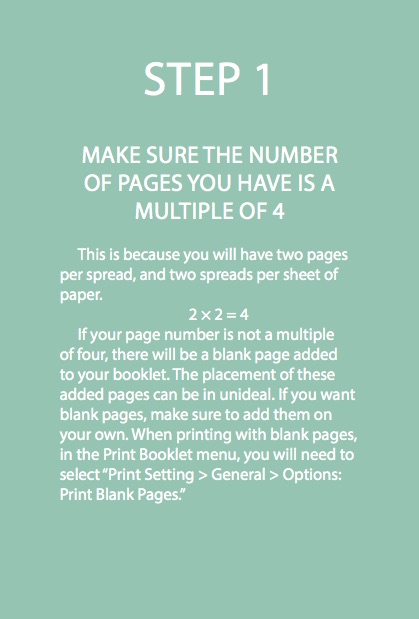 STEP 1
MAKE SURE THE NUMBER
OF PAGES YOU HAVE IS A
MULTIPLE OF 4
This is because you will have two pages
per spread, and two spreads per sheet of
paper.
2 × 2 = 4
If your page number is not a multiple
of four, there will be a blank page added
to your booklet. The placement of these
added pages can be in unideal. If you want
blank pages, make sure to add them on
your own. When printing with blank pages,
in the Print Booklet menu, you will need to
select “Print Setting > General > Options:
Print Blank Pages.”